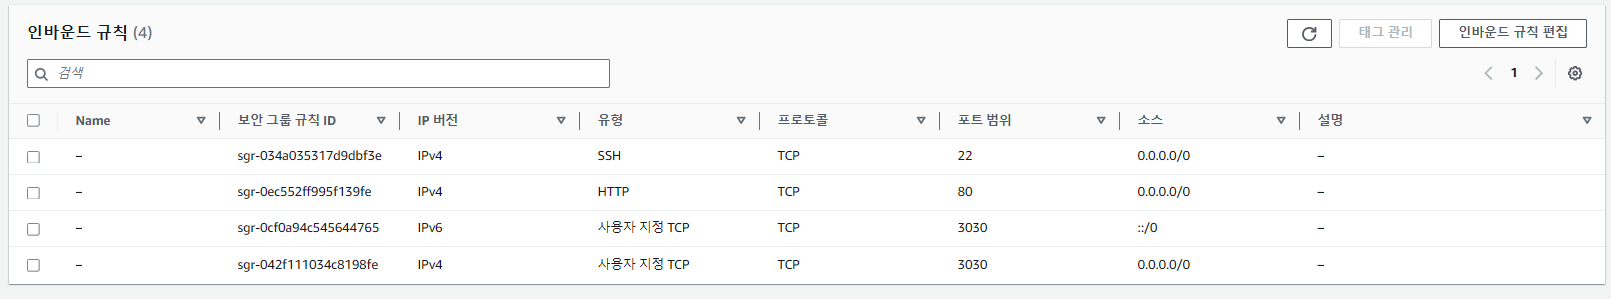 인바운드 규칙 (4)
태그 관리
인바운드 규칙 편집
검색
1
Name 보안 그룹 규칙 ID IP 버전 유형 프로토콜 포트 범위 소스 설명
– sgr-034a035317d9dbf3e IPv4 SSH TCP 22 0.0.0.0/0 –
– sgr-0ec552ff995f139fe IPv4 HTTP TCP 80 0.0.0.0/0 –
– sgr-0cf0a94c545644765 IPv6 사용자 지정 TCP TCP 3030 ::/0 –
– sgr-042f111034c8198fe IPv4 사용자 지정 TCP TCP 3030 0.0.0.0/0 –